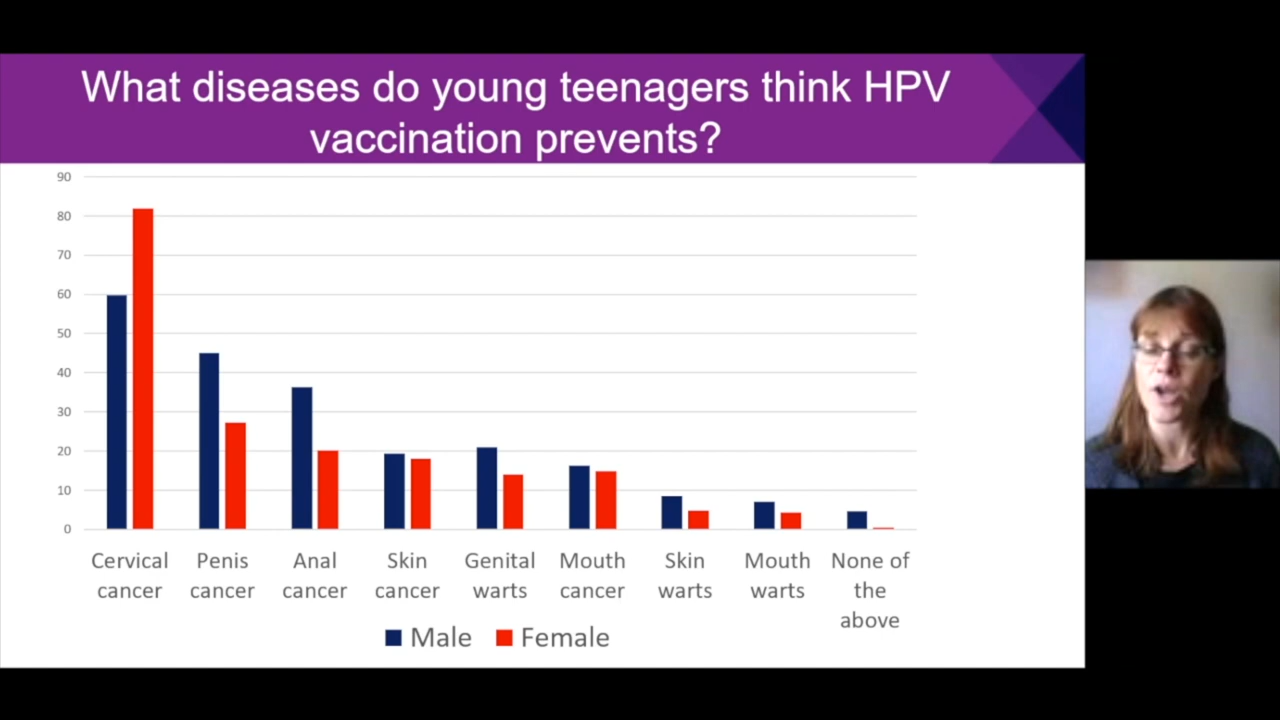 What diseases do young teenagers think HPV
vaccination prevents?
90
80
70
60
50
40
30
20
10
0
Cervical cancer
Penis cancer
Anal cancer
Skin cancer
Genital warts
Mouth cancer
Skin warts
Mouth warts
None of the above
Male Female